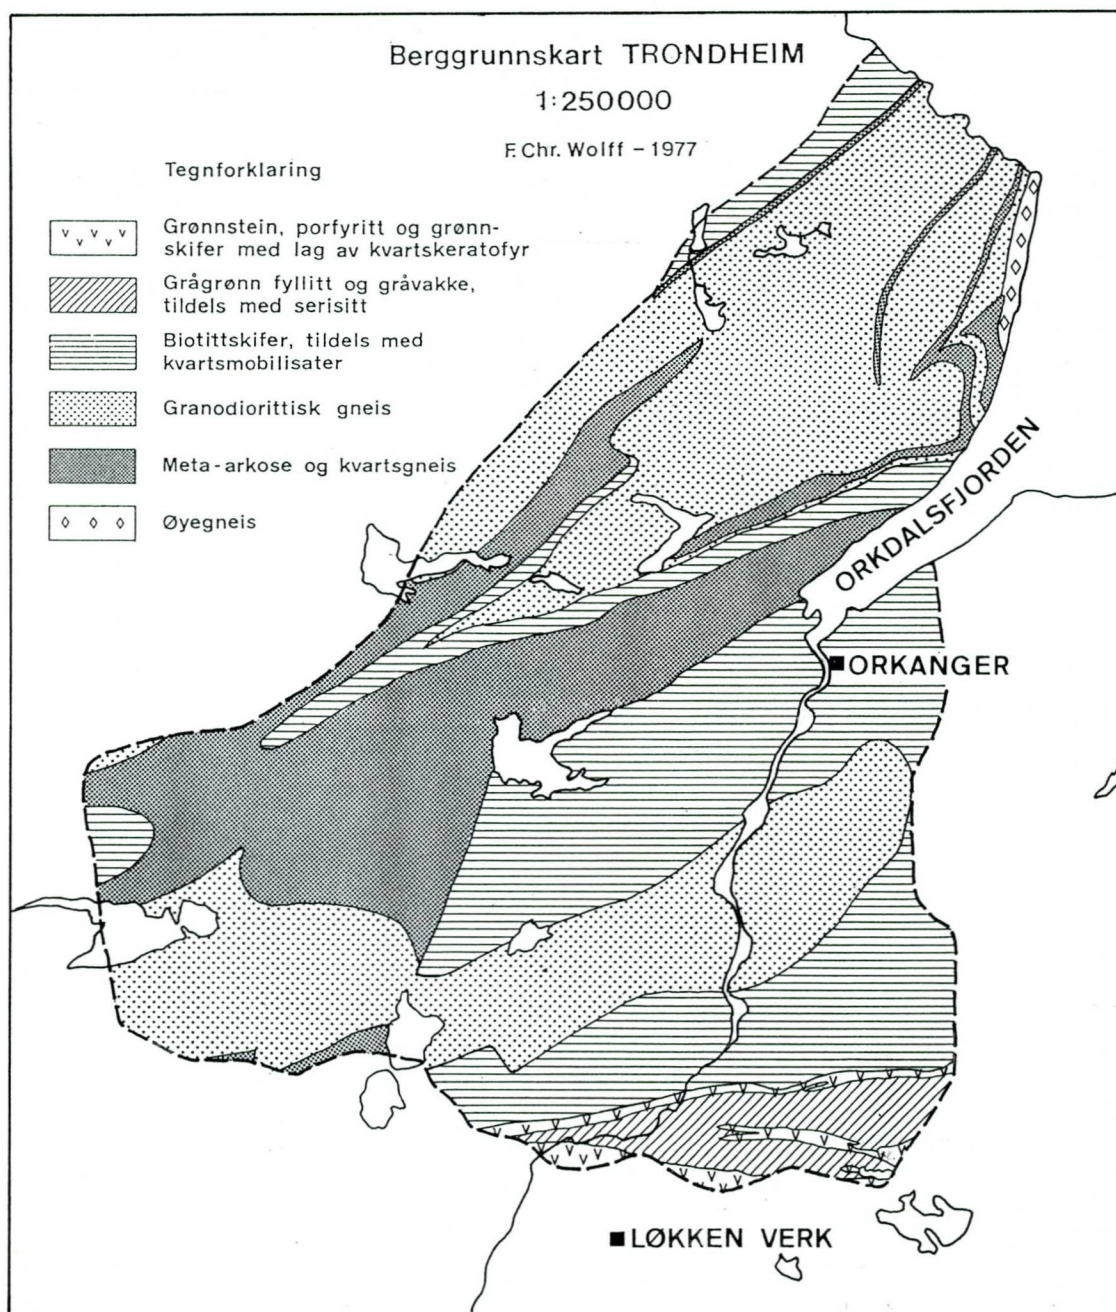 Berggrunnskart TRONDHEIM
1:250000
F. Chr. Wolff – 1977
Tegnforklaring
Grønnstein, porfyritt og grønn-
skifer med lag av kvartskeratofyr
Grågrønn fyllitt og gråvakke,
tildels med serisitt
Biotittskifer, tildels med
kvartsmobilisater
Granodiorittisk gneis
Meta-arkose og kvartsgneis
Øyegneis
ORKDALSFJORDEN
ORKANGER
LØKKEN VERK